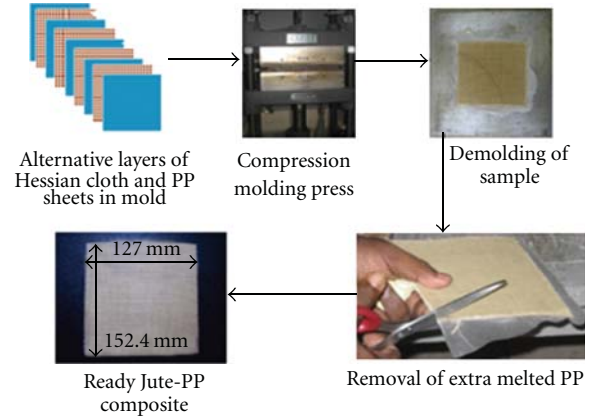 Alternative layers of
Hessian cloth and PP
sheets in mold
Compression
molding press
Demolding of
sample
127 mm
152.4 mm
Ready Jute-PP
composite
Removal of extra melted PP